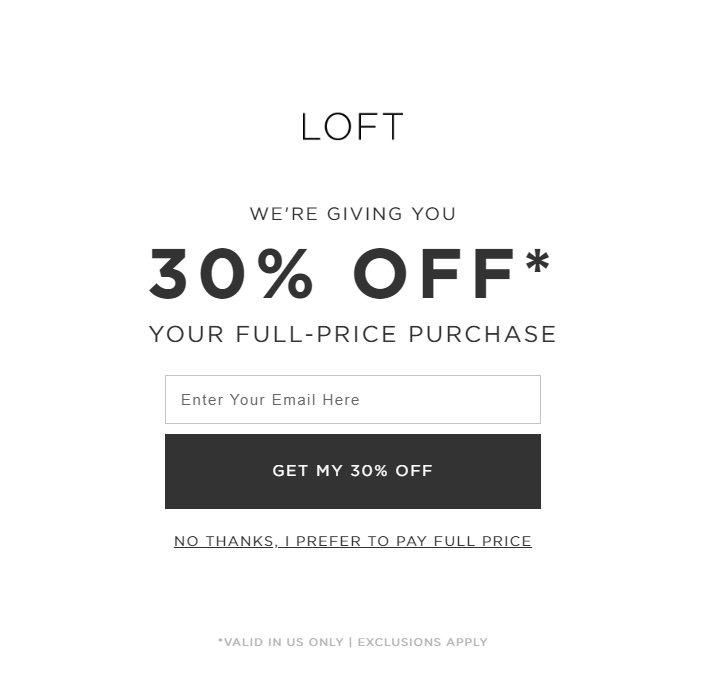 LOFT
WE'RE GIVING YOU
30% OFF*
YOUR FULL-PRICE PURCHASE
Enter Your Email Here
GET MY 30% OFF
NO THANKS, I PREFER TO PAY FULL PRICE
*VALID IN US ONLY | EXCLUSIONS APPLY